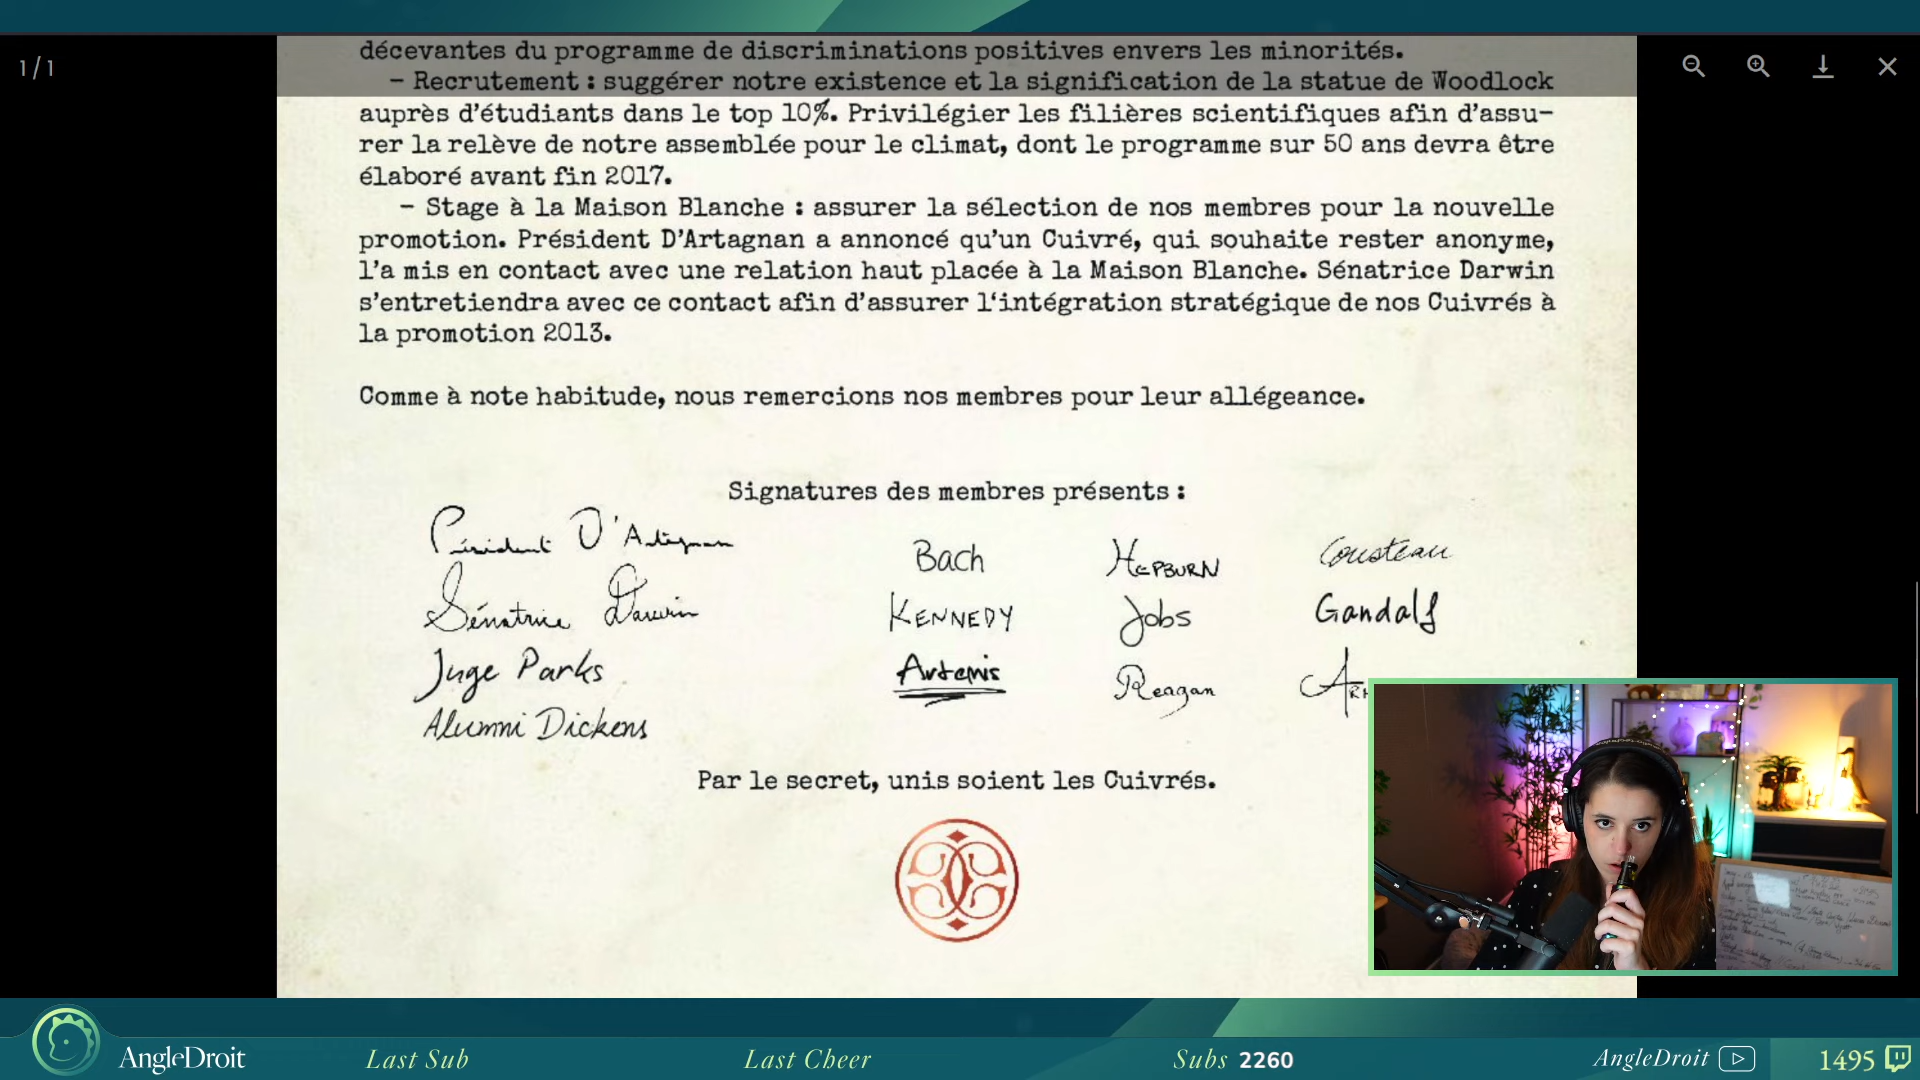 1/1
décevantes du programme de discriminations positives envers les minorités.
– Recrutement : suggérer notre existence et la signification de la statue de Woodlock
auprès d'étudiants dans le top 10%. Privilégier les filières scientifiques afin d'assu-
rer la relève de notre assemblée pour le climat, dont le programme sur 50 ans devra être
élaboré avant fin 2017.
– Stage à la Maison Blanche : assurer la sélection de nos membres pour la nouvelle
promotion. Président D'Artagnan a annoncé qu'un Cuivré, qui souhaite rester anonyme,
l'a mis en contact avec une relation haut placée à la Maison Blanche. Sénatrice Darwin
s'entretiendra avec ce contact afin d'assurer l'intégration stratégique de nos Cuivrés à
la promotion 2013.
Comme à note habitude, nous remercions nos membres pour leur allégeance.
Signatures des membres présents :
Président D'Artagnan
Bach
HEPBURN
Cousteau
Sénatrice Darwin
KENNEDY
Jobs
Gandalf
Juge Parks
Artemis
Reagan
Alumni Dickens
Par le secret, unis soient les Cuivrés.
AngleDroit
Last Sub
Last Cheer
Subs 2260
AngleDroit
1495